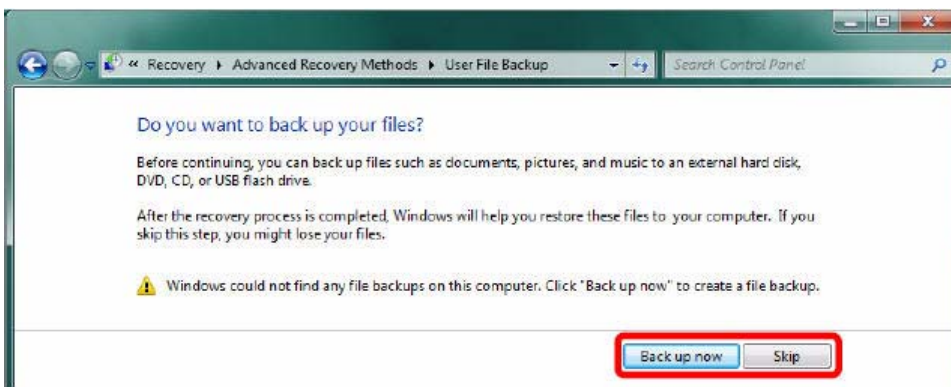 « Recovery ▸ Advanced Recovery Methods ▸ User File Backup
Search Control Panel
Do you want to back up your files?
Before continuing, you can back up files such as documents, pictures, and music to an external hard disk,
DVD, CD, or USB flash drive.
After the recovery process is completed, Windows will help you restore these files to your computer. If you
skip this step, you might lose your files.
Windows could not find any file backups on this computer. Click "Back up now" to create a file backup.
Back up now
Skip